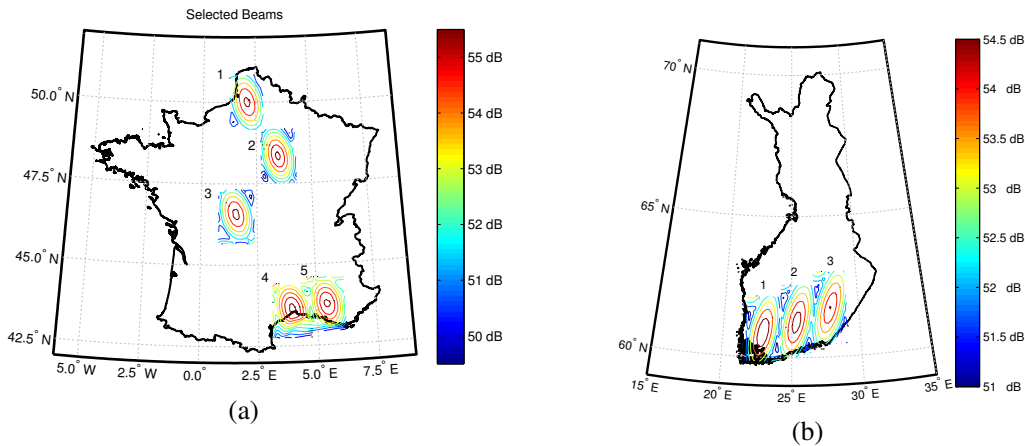 Selected Beams
1
2
3
4
5
50.0° N
47.5° N
45.0° N
42.5° N
5.0° W
2.5° W
0.0° E
2.5° E
5.0° E
7.5° E
55 dB
54 dB
53 dB
52 dB
51 dB
50 dB
(a)
70° N
65° N
60° N
15° E
20° E
25° E
30° E
35° E
1
2
3
54.5 dB
54 dB
53.5 dB
53 dB
52.5 dB
52 dB
51.5 dB
51 dB
(b)